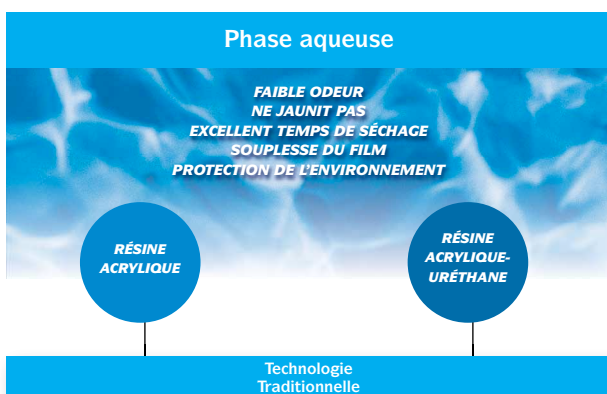 Phase aqueuse
FAIBLE ODEUR
NE JAUNIT PAS
EXCELLENT TEMPS DE SÉCHAGE
SOUPLESSE DU FILM
PROTECTION DE L'ENVIRONNEMENT
RÉSINE
ACRYLIQUE
RÉSINE
ACRYLIQUE-
URÉTHANE
Technologie
Traditionnelle